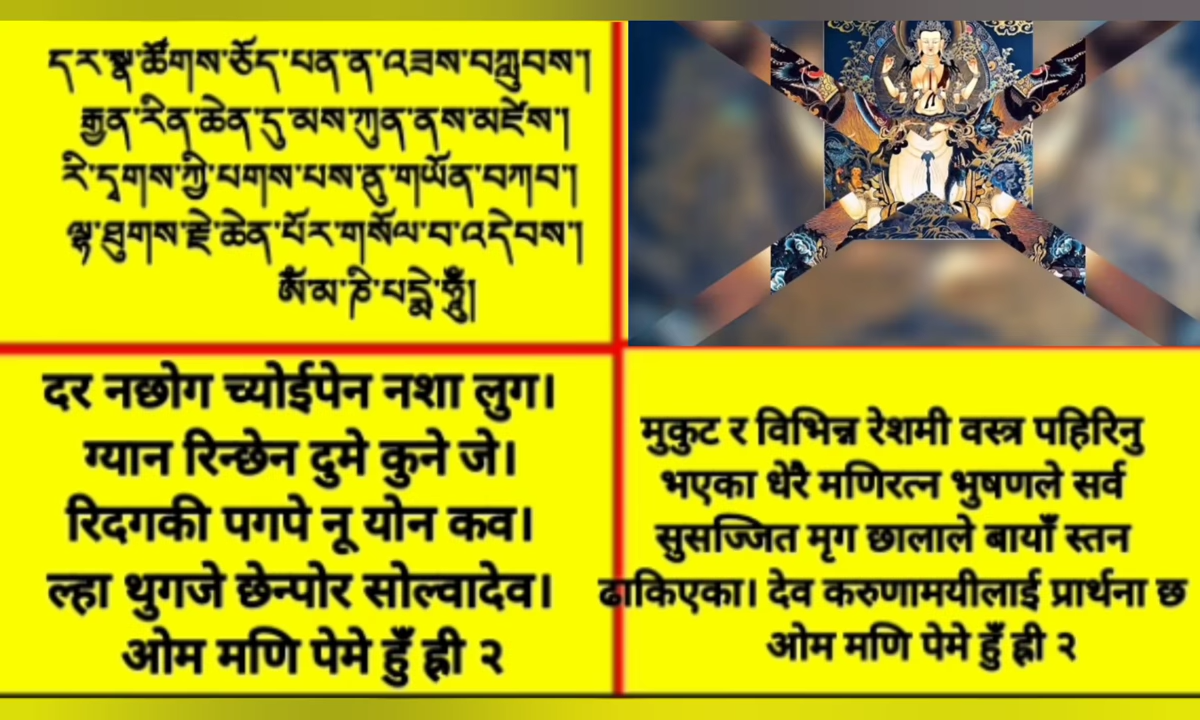 དར་སྣ་ཚོགས་ཅོད་པན་ན་འཟས་བཀླུབས༎
རྒྱན་རིན་ཆེན་དུ་མས་ཀུན་ནས་མཛེས༎
རི་དྭགས་ཀྱི་པགས་པས་ནུ་གཡོན་བཀབ༎
ལྷ་ཐུགས་རྗེ་ཆེན་པོར་གསོལ་བ་འདེབས༎
ༀ་མ་ཎི་པདྨེ་ཧཱུྃ༎
दर नछोग च्योईपेन नशा लुग।
ग्यान रिन्छेन दुमे कुने जे।
रिदगकी पगपे नू योन कव।
ल्हा थुगजे छेन्पोर सोल्वादेव।
ओम मणि पेमे हुँ ह्री २
मुकुट र विभिन्न रेशमी वस्त्र पहिरिनु
भएका धेरै मणिरत्न भुषणले सर्व
सुसज्जित मृग छालाले बायाँ स्तन
ढाकिएका। देव करुणामयीलाई प्रार्थना छ
ओम मणि पेमे हुँ ह्री २